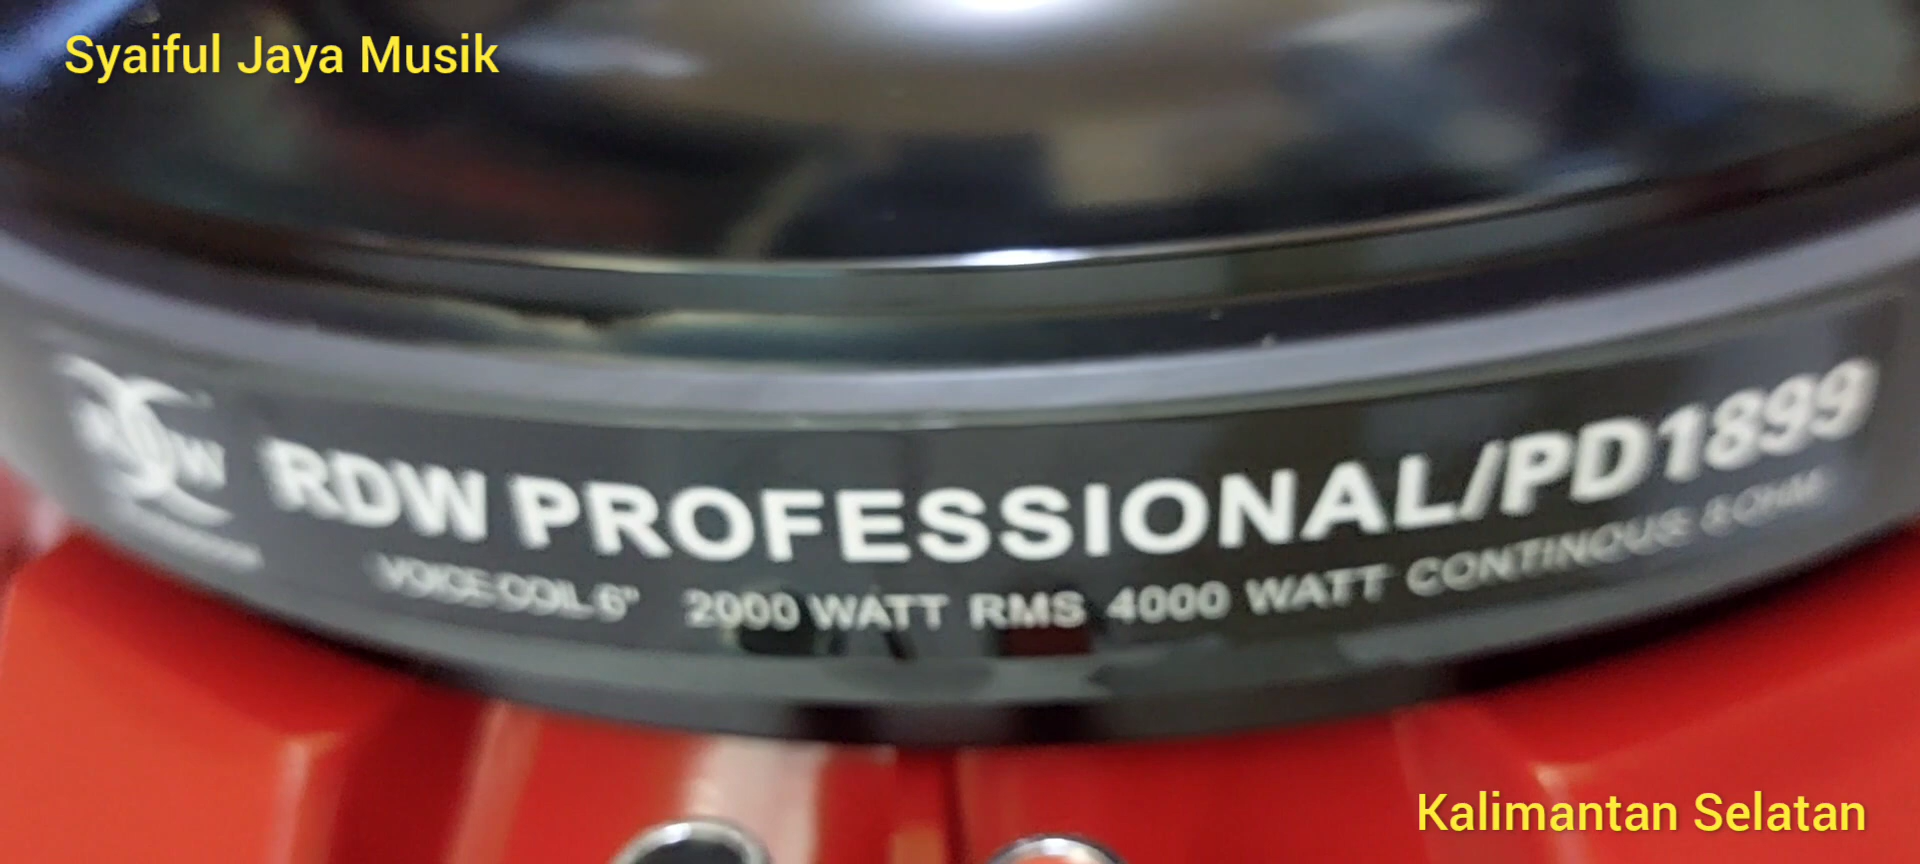 Syaiful Jaya Musik
RDW
RDW PROFESSIONAL/PD1899
VOICE COIL 6" 2000 WATT RMS 4000 WATT CONTINOUS 8 OHM
Kalimantan Selatan